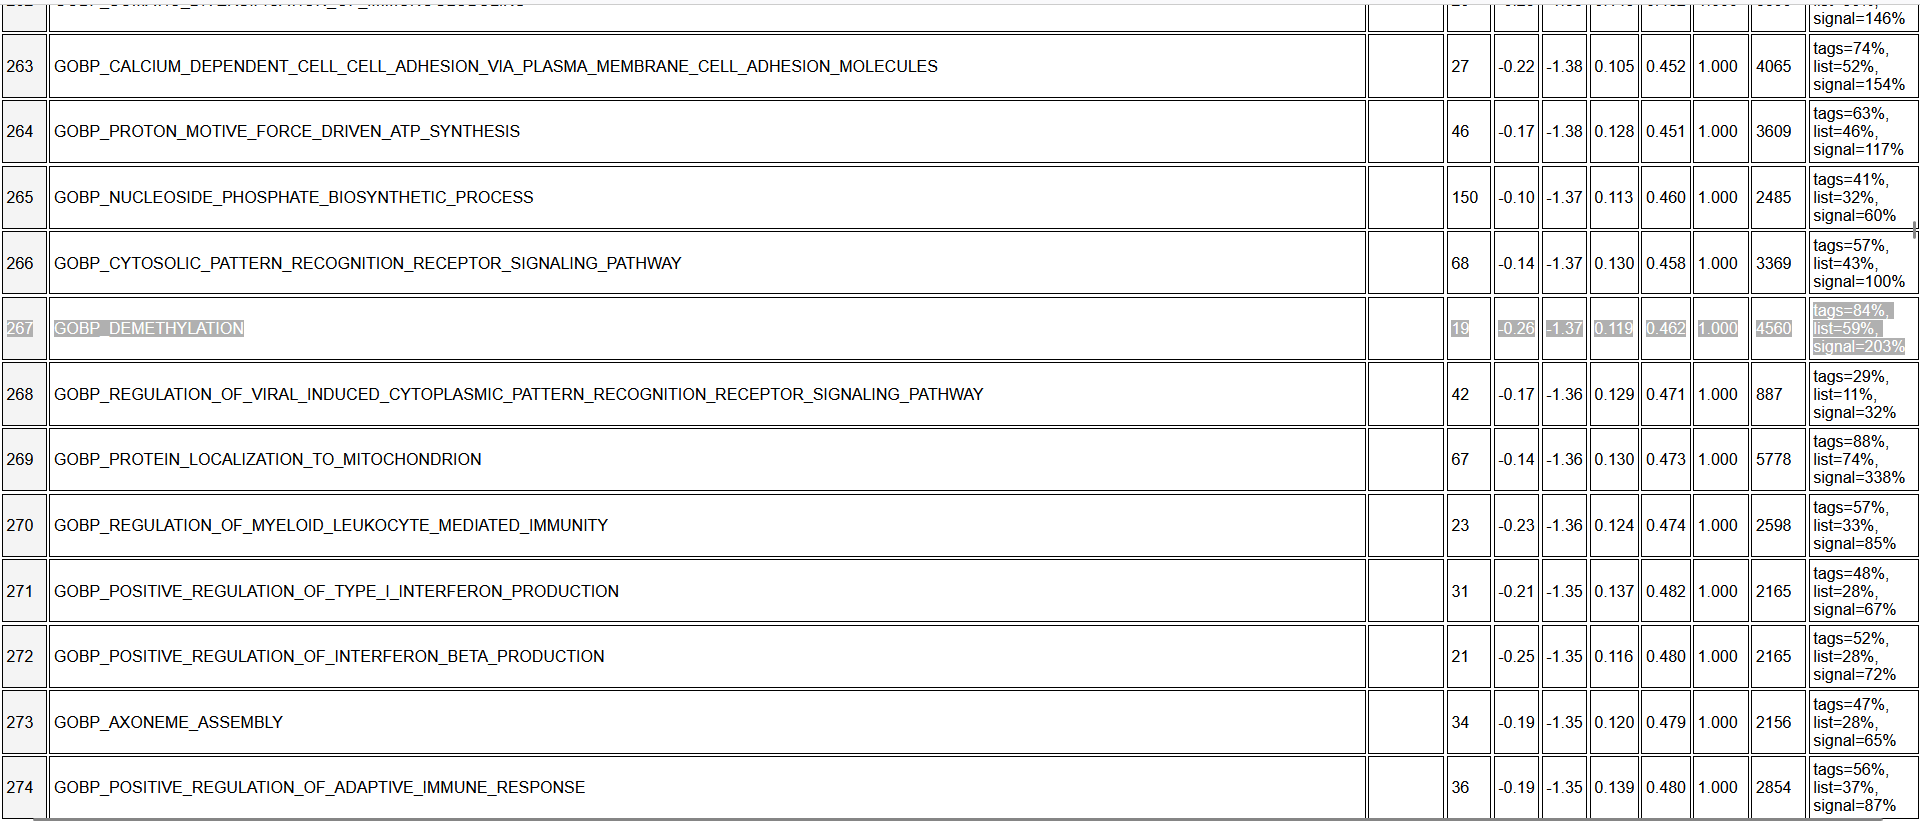 signal=146%
263 GOBP_CALCIUM_DEPENDENT_CELL_CELL_ADHESION_VIA_PLASMA_MEMBRANE_CELL_ADHESION_MOLECULES 27 -0.22 -1.38 0.105 0.452 1.000 4065 tags=74%,
list=52%,
signal=154%
264 GOBP_PROTON_MOTIVE_FORCE_DRIVEN_ATP_SYNTHESIS 46 -0.17 -1.38 0.128 0.451 1.000 3609 tags=63%,
list=46%,
signal=117%
265 GOBP_NUCLEOSIDE_PHOSPHATE_BIOSYNTHETIC_PROCESS 150 -0.10 -1.37 0.113 0.460 1.000 2485 tags=41%,
list=32%,
signal=60%
266 GOBP_CYTOSOLIC_PATTERN_RECOGNITION_RECEPTOR_SIGNALING_PATHWAY 68 -0.14 -1.37 0.130 0.458 1.000 3369 tags=57%,
list=43%,
signal=100%
267 GOBP_DEMETHYLATION 19 -0.26 -1.37 0.119 0.462 1.000 4560 tags=84%,
list=59%,
signal=203%
268 GOBP_REGULATION_OF_VIRAL_INDUCED_CYTOPLASMIC_PATTERN_RECOGNITION_RECEPTOR_SIGNALING_PATHWAY 42 -0.17 -1.36 0.129 0.471 1.000 887 tags=29%,
list=11%,
signal=32%
269 GOBP_PROTEIN_LOCALIZATION_TO_MITOCHONDRION 67 -0.14 -1.36 0.130 0.473 1.000 5778 tags=88%,
list=74%,
signal=338%
270 GOBP_REGULATION_OF_MYELOID_LEUKOCYTE_MEDIATED_IMMUNITY 23 -0.23 -1.36 0.124 0.474 1.000 2598 tags=57%,
list=33%,
signal=85%
271 GOBP_POSITIVE_REGULATION_OF_TYPE_I_INTERFERON_PRODUCTION 31 -0.21 -1.35 0.137 0.482 1.000 2165 tags=48%,
list=28%,
signal=67%
272 GOBP_POSITIVE_REGULATION_OF_INTERFERON_BETA_PRODUCTION 21 -0.25 -1.35 0.116 0.480 1.000 2165 tags=52%,
list=28%,
signal=72%
273 GOBP_AXONEME_ASSEMBLY 34 -0.19 -1.35 0.120 0.479 1.000 2156 tags=47%,
list=28%,
signal=65%
274 GOBP_POSITIVE_REGULATION_OF_ADAPTIVE_IMMUNE_RESPONSE 36 -0.19 -1.35 0.139 0.480 1.000 2854 tags=56%,
list=37%,
signal=87%